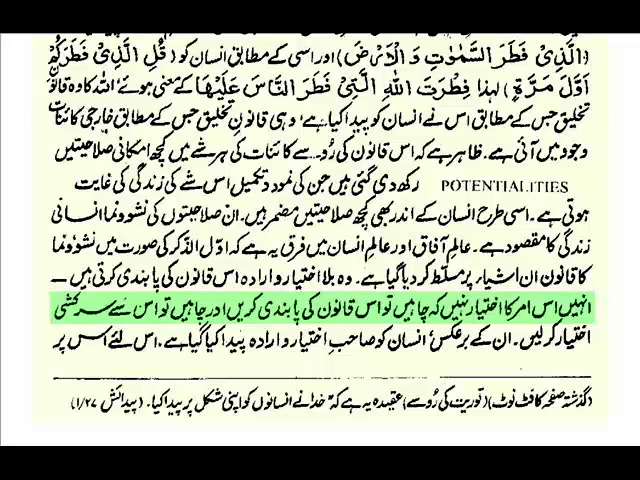 (الَّذِیْ فَطَرَ السَّمٰوٰتِ وَ الْاَرْضَ) اور اسی کے مطابق انسان کو (قُلِ الَّذِیْ فَطَرَكُمْ
اَوَّلَ مَرَّةٍ) لہٰذا فِطْرَتَ اللّٰہِ الَّتِیْ فَطَرَ النَّاسَ عَلَیْہَا کے معنی ہوئے "اللہ کا وہ قانونِ
تخلیق جس کے مطابق اس نے انسان کو پیدا کیا ہے، وہی قانونِ تخلیق جس کے مطابق خارجی کائنات
وجود میں آئی ہے۔ ظاہر ہے کہ اس قانون کی رُو سے کائنات کی ہر شے میں کچھ امکانی صلاحیتیں
POTENTIALITIES رکھ دی گئی ہیں جن کی نمود و تکمیل اس شے کی زندگی کی غایت
ہوتی ہے۔ اسی طرح انسان کے اندر بھی کچھ صلاحیتیں مضمر ہیں۔ ان صلاحیتوں کی نشوونما انسانی
زندگی کا مقصود ہے۔ عالمِ آفاق اور عالمِ انسان میں فرق یہ ہے کہ اوّل الذکر کی صورت میں نشوونما
کا قانون ان اشیاء پر مسلّط کر دیا گیا ہے۔ وہ بلا اختیار و ارادہ اس قانون کی پابندی کرتی ہیں۔
انہیں اس امر کا اختیار نہیں کہ چاہیں تو اس قانون کی پابندی کریں اور چاہیں تو اس سے سرکشی
اختیار کر لیں۔ ان کے برعکس، انسان کو صاحبِ اختیار و ارادہ پیدا کیا گیا ہے۔ اس لئے اس پر
(گذشتہ صفحہ کا فٹ نوٹ) (توریت کی رُو سے) عقیدہ یہ ہے کہ "خدا نے انسانوں کو اپنی شکل پر پیدا کیا۔ (پیدائش ۱/۲۷)